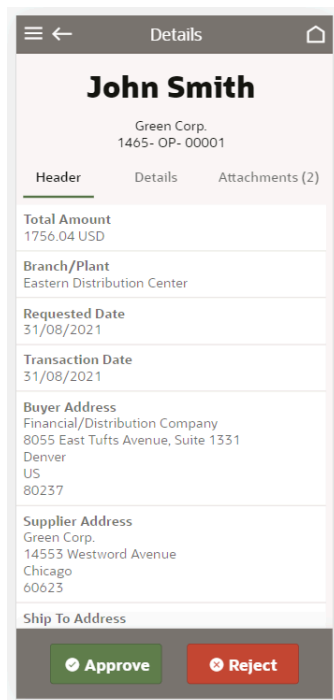 Details
John Smith
Green Corp.
1465- OP- 00001
Header Details Attachments (2)
Total Amount
1756.04 USD
Branch/Plant
Eastern Distribution Center
Requested Date
31/08/2021
Transaction Date
31/08/2021
Buyer Address
Financial/Distribution Company
8055 East Tufts Avenue, Suite 1331
Denver
US
80237
Supplier Address
Green Corp.
14553 Westword Avenue
Chicago
60623
Ship To Address
Approve Reject